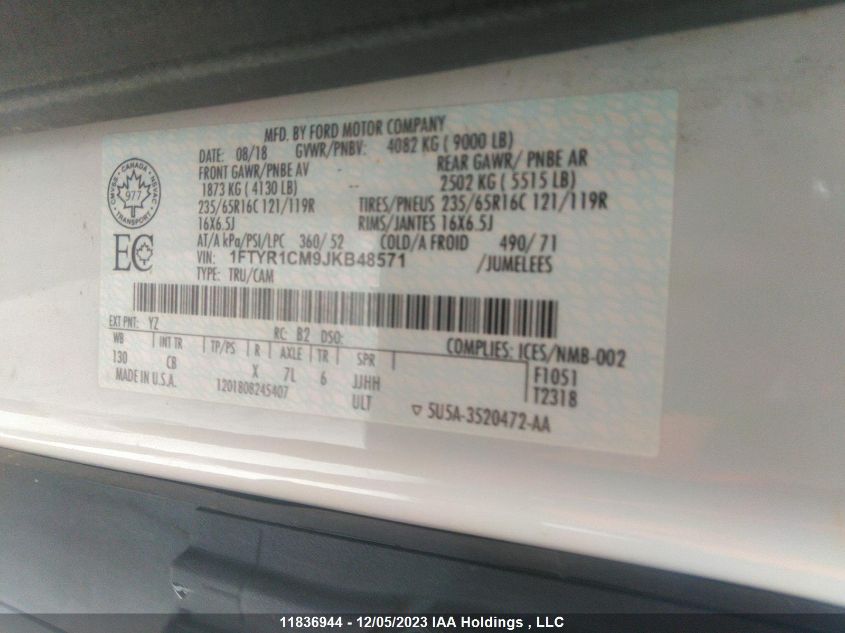 MFD. BY FORD MOTOR COMPANY
DATE: 08/18 GVWR/PNBV: 4082 KG ( 9000 LB)
FRONT GAWR/PNBE AV REAR GAWR/ PNBE AR
1873 KG ( 4130 LB) -- 2502 KG ( 5515 LB)
235/65R16C 121/119R TIRES/PNEUS 235/65R16C 121/119R
16X6.5J RIMS/JANTES 16X6.5J
AT/A kPa/PSI/LPC 360/ 52 COLD/A FROID 490/ 71
VIN: 1FTYR1CM9JKB48571 /JUMELEES
TYPE: TRU/CAM
CMVSS · CANADA · NSVAC
977
TRANSPORT
EC
EXT PNT: YZ RC: B2 DSO:
WB INT TR TP/PS R AXLE TR SPR COMPLIES: ICES/NMB-002
130 CB X 7L 6 JJHH F1051
MADE IN U.S.A. 1201808245407 ULT T2318
▽ 5U5A-3520472-AA
11836944 - 12/05/2023 IAA Holdings , LLC